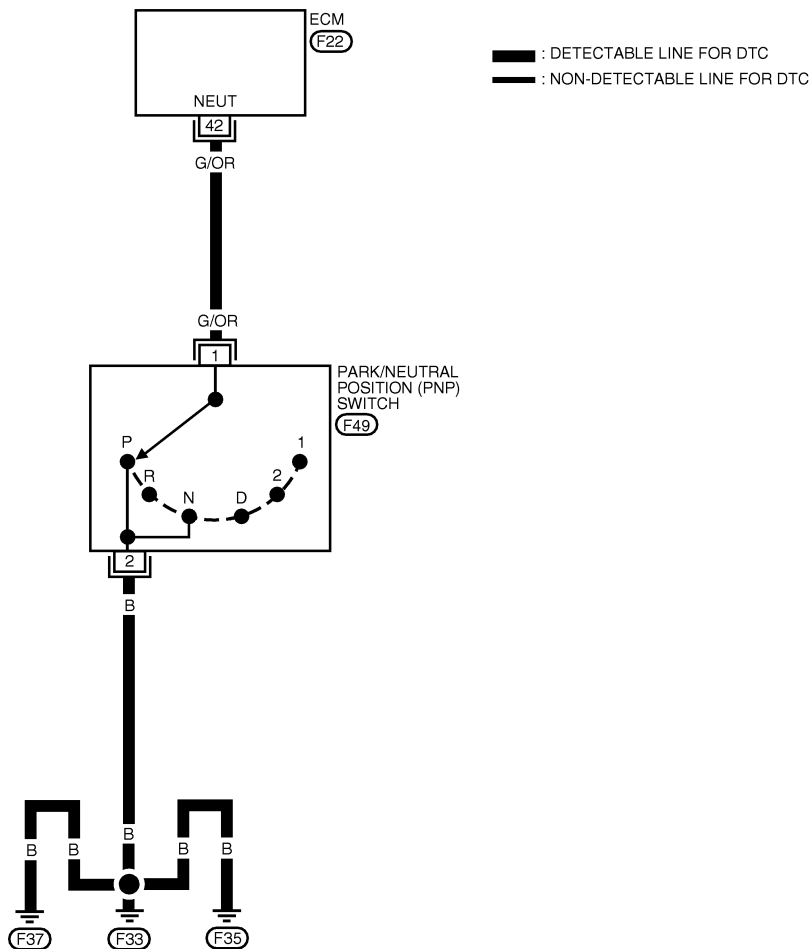 ECM
F22
: DETECTABLE LINE FOR DTC
: NON-DETECTABLE LINE FOR DTC
NEUT
42
G/OR
G/OR
1
PARK/NEUTRAL
POSITION (PNP)
SWITCH
F49
P
R
N
D
2
1
2
B
B
B
B
B
B
F37
F33
F35